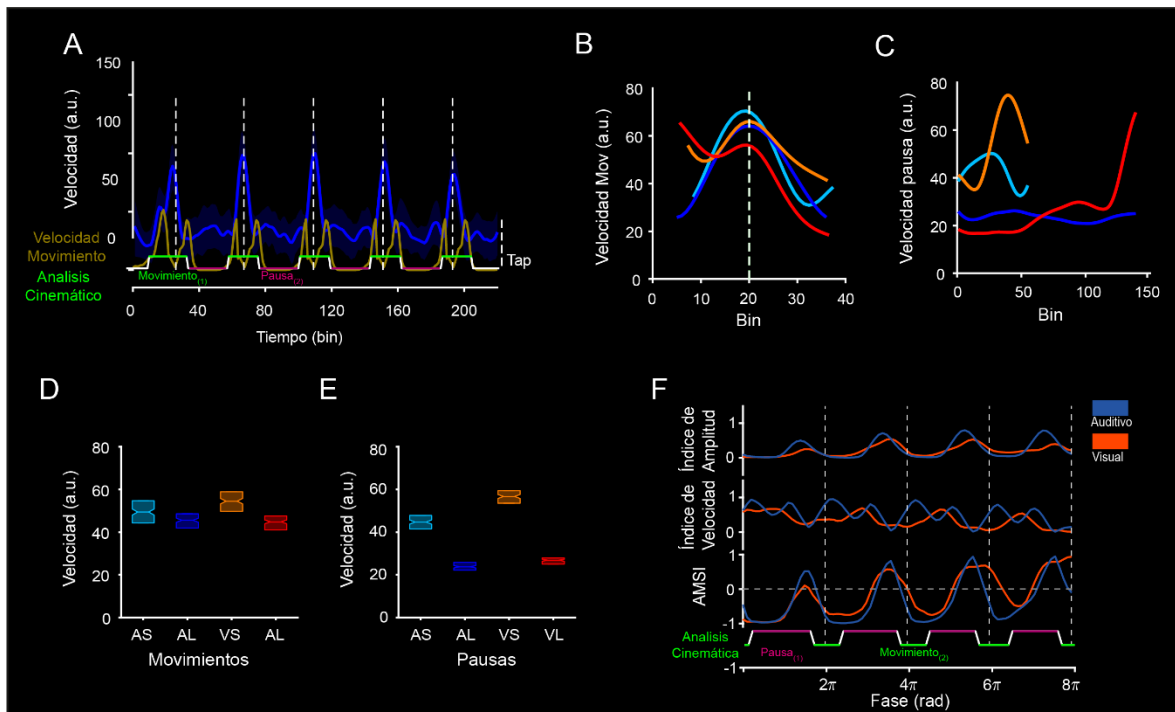 A
150
100
50
0
Velocidad (a.u.)
Velocidad
Movimiento
Analisis
Cinemático
Movimiento(1)
Pausa(2)
Tap
0
40
80
120
160
200
Tiempo (bin)
B
80
60
40
20
0
Velocidad Mov (a.u.)
0
10
20
30
40
Bin
C
80
60
40
20
0
Velocidad pausa (a.u.)
0
50
100
150
Bin
D
80
60
40
20
0
Velocidad (a.u.)
AS
AL
VS
AL
Movimientos
E
80
60
40
20
0
Velocidad (a.u.)
AS
AL
VS
VL
Pausas
F
Auditivo
Visual
Índice de
Amplitud
1
0
Índice de
Velocidad
1
0
AMSI
1
0
-1
Analisis
Cinemática
Pausa(1)
Movimiento(2)
-1
2π
4π
6π
8π
Fase (rad)